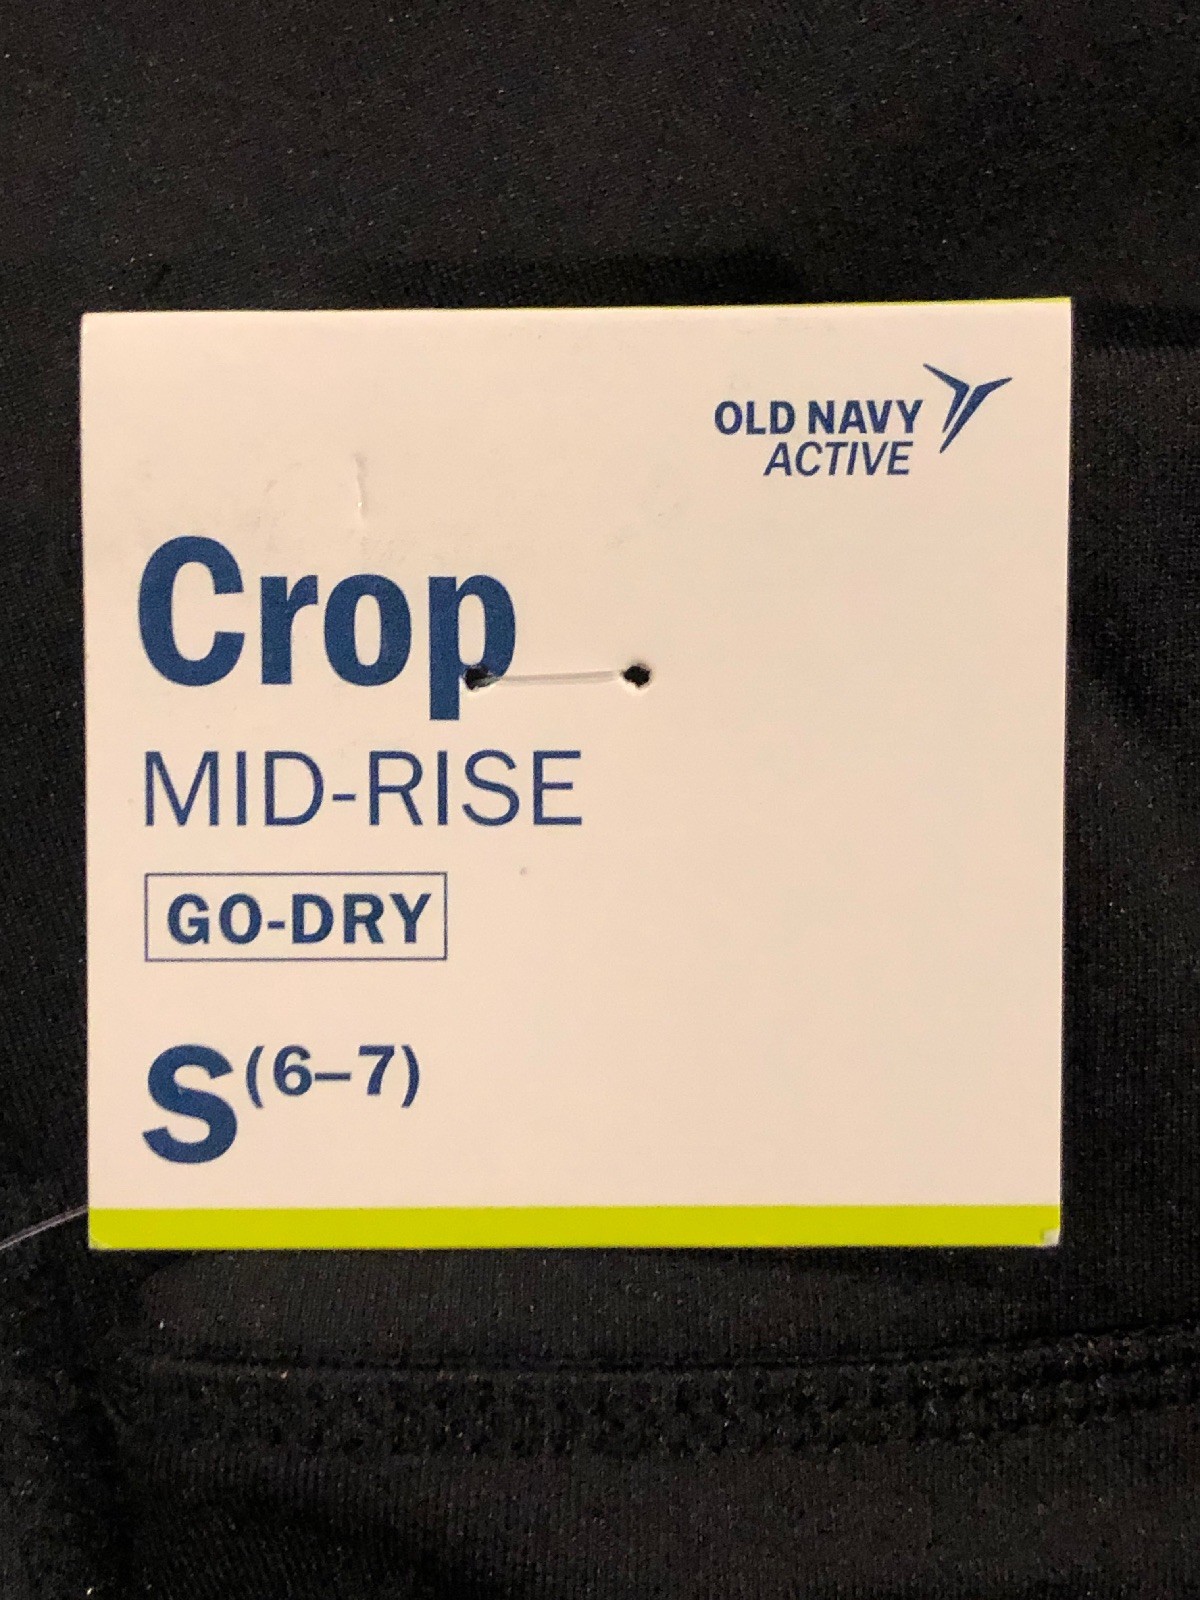 OLD NAVY
ACTIVE
Crop
MID-RISE
GO-DRY
S (6–7)